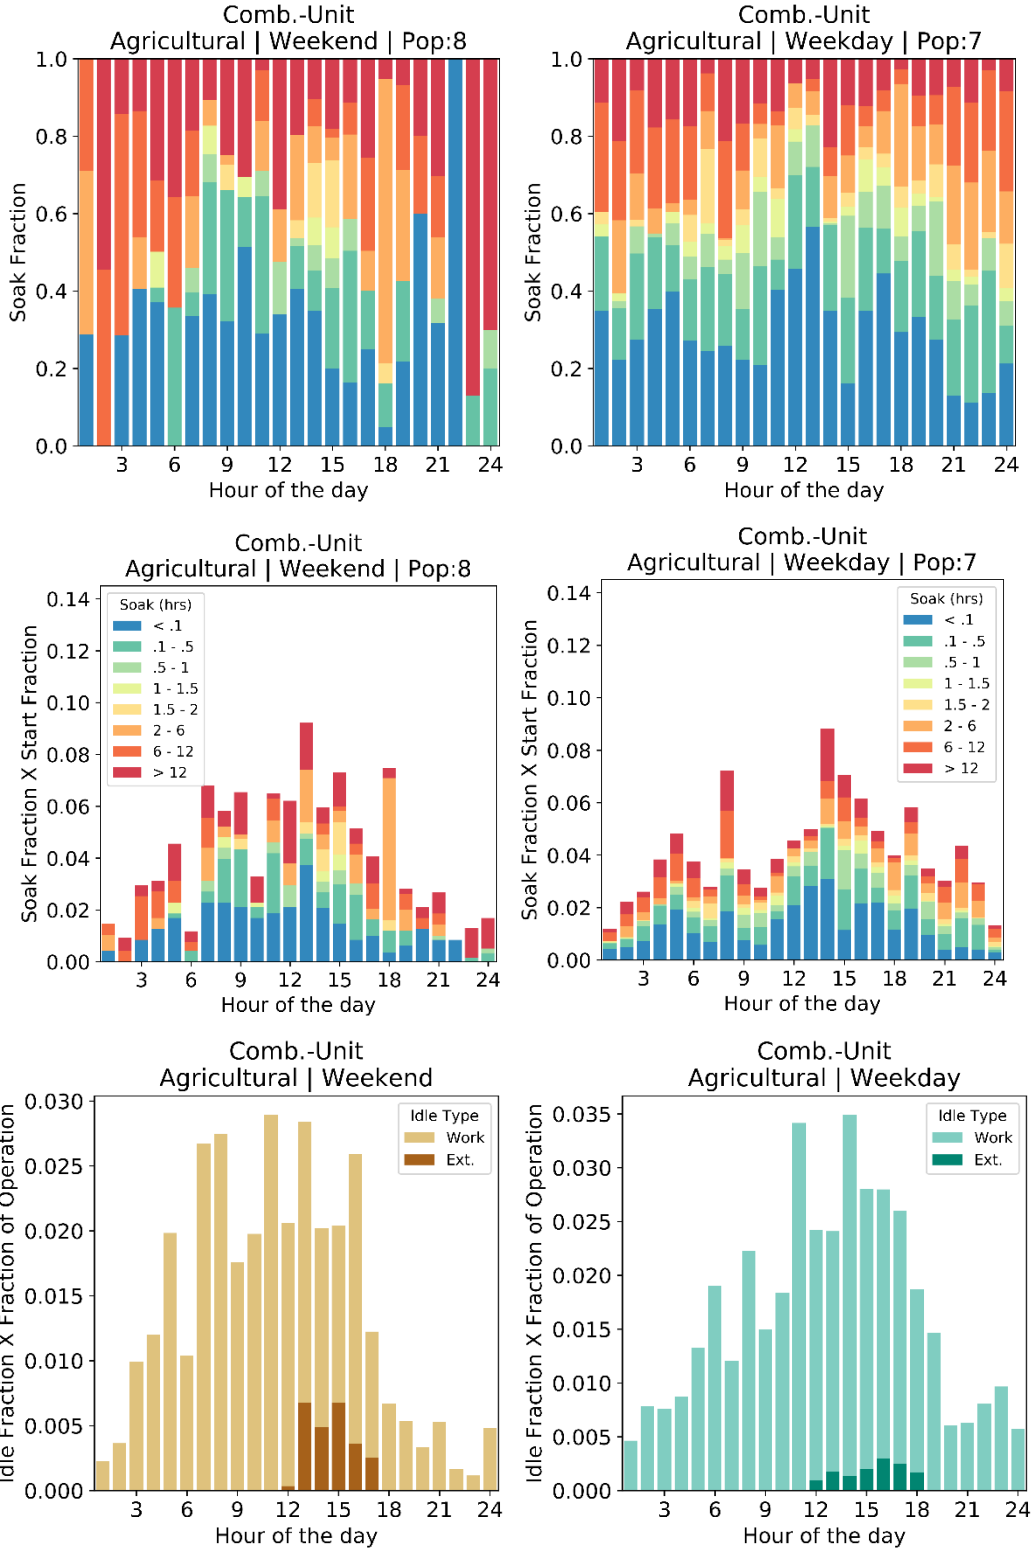 Comb.-Unit
Agricultural | Weekend | Pop:8
Soak Fraction
1.0
0.8
0.6
0.4
0.2
0.0
3 6 9 12 15 18 21 24
Hour of the day
Comb.-Unit
Agricultural | Weekday | Pop:7
Soak Fraction
1.0
0.8
0.6
0.4
0.2
0.0
3 6 9 12 15 18 21 24
Hour of the day
Comb.-Unit
Agricultural | Weekend | Pop:8
Soak Fraction X Start Fraction
0.14
0.12
0.10
0.08
0.06
0.04
0.02
0.00
Soak (hrs)
< .1
.1 - .5
.5 - 1
1 - 1.5
1.5 - 2
2 - 6
6 - 12
> 12
3 6 9 12 15 18 21 24
Hour of the day
Comb.-Unit
Agricultural | Weekday | Pop:7
Soak Fraction X Start Fraction
0.14
0.12
0.10
0.08
0.06
0.04
0.02
0.00
Soak (hrs)
< .1
.1 - .5
.5 - 1
1 - 1.5
1.5 - 2
2 - 6
6 - 12
> 12
3 6 9 12 15 18 21 24
Hour of the day
Comb.-Unit
Agricultural | Weekend
Idle Fraction X Fraction of Operation
0.030
0.025
0.020
0.015
0.010
0.005
0.000
Idle Type
Work
Ext.
3 6 9 12 15 18 21 24
Hour of the day
Comb.-Unit
Agricultural | Weekday
Idle Fraction X Fraction of Operation
0.035
0.030
0.025
0.020
0.015
0.010
0.005
0.000
Idle Type
Work
Ext.
3 6 9 12 15 18 21 24
Hour of the day